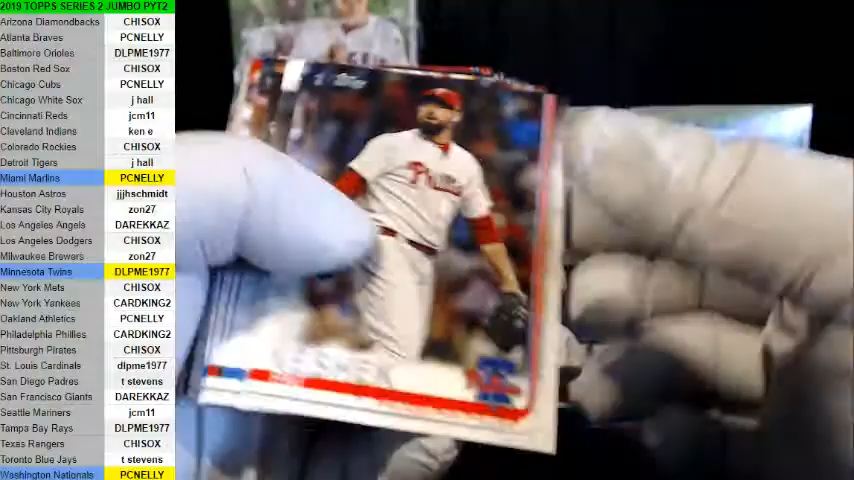 2019 TOPPS SERIES 2 JUMBO PYT2
Arizona Diamondbacks CHISOX
Atlanta Braves PCNELLY
Baltimore Orioles DLPME1977
Boston Red Sox CHISOX
Chicago Cubs PCNELLY
Chicago White Sox j hall
Cincinnati Reds jcm11
Cleveland Indians ken e
Colorado Rockies CHISOX
Detroit Tigers j hall
Miami Marlins PCNELLY
Houston Astros jjjhschmidt
Kansas City Royals zon27
Los Angeles Angels DAREKKAZ
Los Angeles Dodgers CHISOX
Milwaukee Brewers zon27
Minnesota Twins DLPME1977
New York Mets CHISOX
New York Yankees CARDKING2
Oakland Athletics PCNELLY
Philadelphia Phillies CARDKING2
Pittsburgh Pirates CHISOX
St. Louis Cardinals dlpme1977
San Diego Padres t stevens
San Francisco Giants DAREKKAZ
Seattle Mariners jcm11
Tampa Bay Rays DLPME1977
Texas Rangers CHISOX
Toronto Blue Jays t stevens
Washington Nationals PCNELLY
Phillies